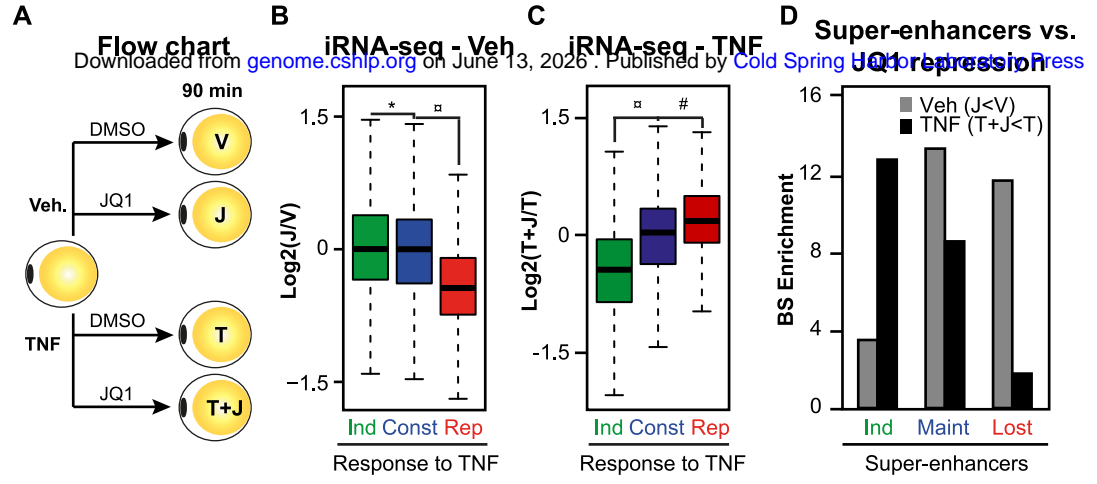 A
Flow chart
90 min
DMSO
V
Veh.
JQ1
J
DMSO
T
TNF
JQ1
T+J
B
iRNA-seq - Veh
Log2(J/V)
* ¤
1.5
0
−1.5
Ind Const Rep
Response to TNF
C
iRNA-seq - TNF
Log2(T+J/T)
¤ #
1.5
0
-1.5
Ind Const Rep
Response to TNF
D
Super-enhancers vs.
JQ1 repression
Downloaded from genome.cshlp.org on June 13, 2026 . Published by Cold Spring Harbor Laboratory Press
BS Enrichment
16
12
8
4
0
Veh (J<V)
TNF (T+J<T)
Ind Maint Lost
Super-enhancers